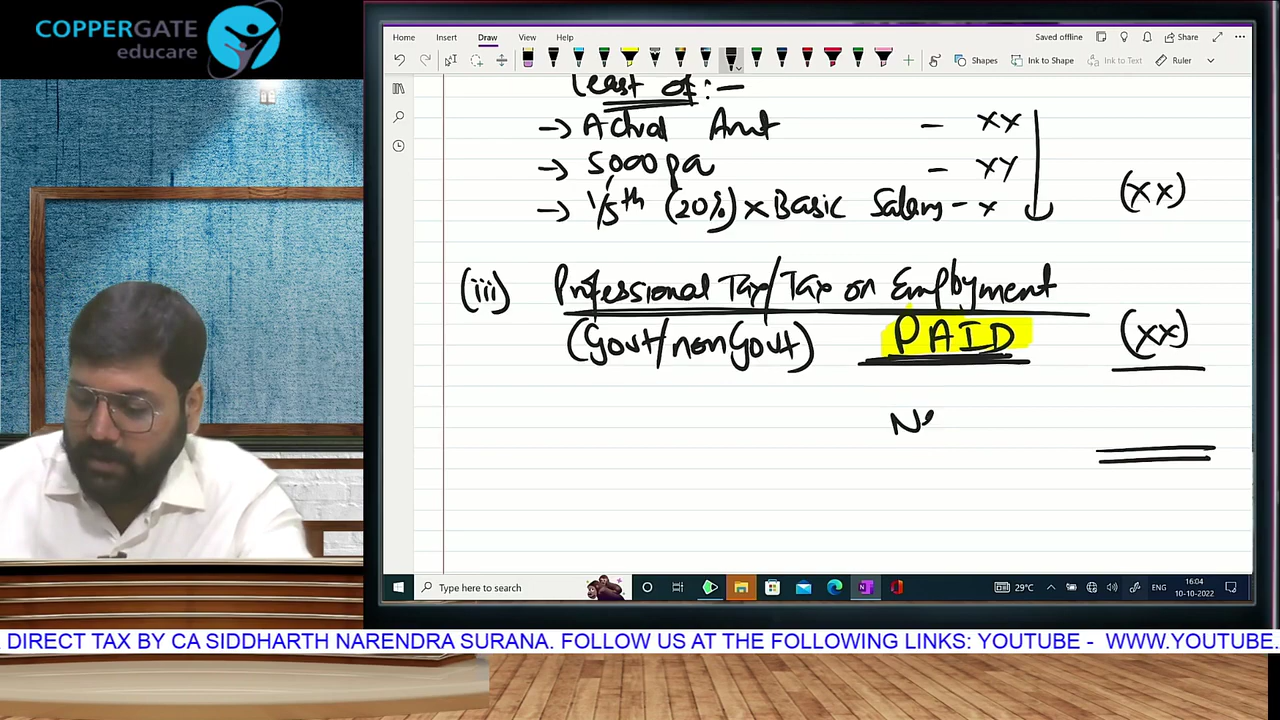 COPPERGATE
educare
Home Insert Draw View Help
Saved offline
Share
Shapes
Ink to Shape
Ink to Text
Ruler
Least of:-
→ Actual Amt - XX
→ 5000 pa - XY
→ 1/5th (20%) x Basic Salary - x
(XX)
(iii) Professional Tax/Tax on Employment
(Govt/nonGovt) PAID (XX)
Type here to search
29°C
ENG
16:04
10-10-2022
DIRECT TAX BY CA SIDDHARTH NARENDRA SURANA. FOLLOW US AT THE FOLLOWING LINKS: YOUTUBE - WWW.YOUTUBE.